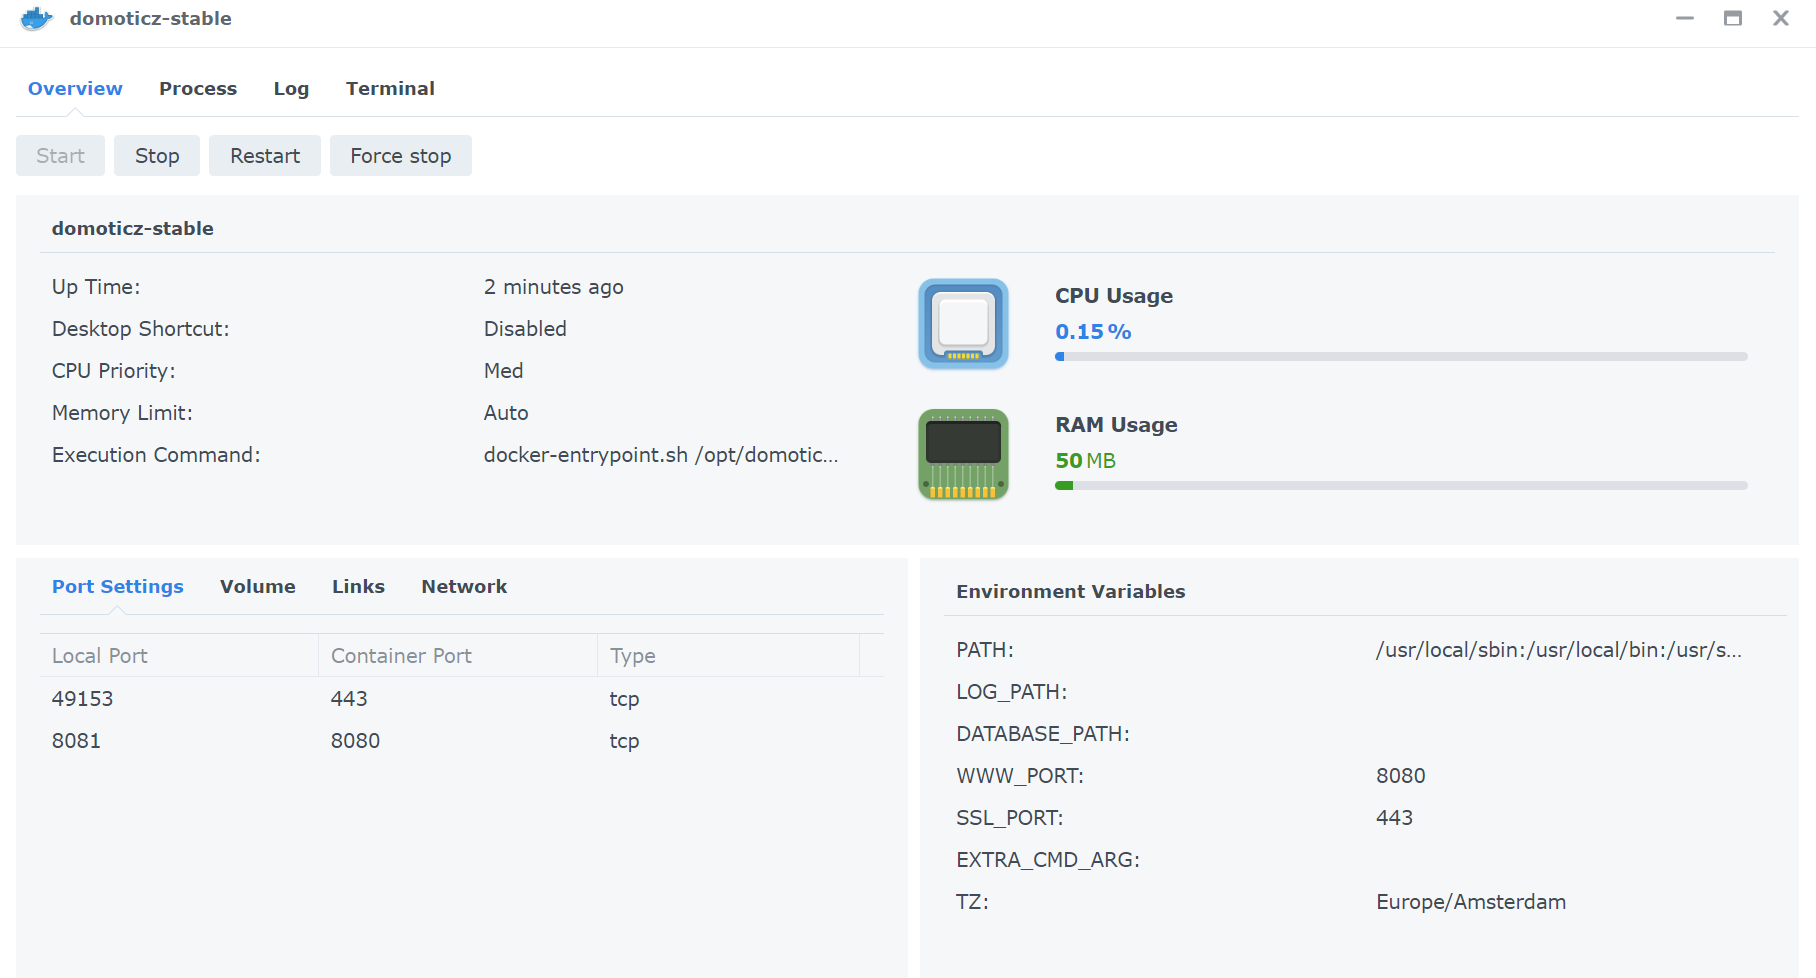 domoticz-stable
Overview Process Log Terminal
Start Stop Restart Force stop
domoticz-stable
Up Time: 2 minutes ago
Desktop Shortcut: Disabled
CPU Priority: Med
Memory Limit: Auto
Execution Command: docker-entrypoint.sh /opt/domotic...
CPU Usage
0.15 %
RAM Usage
50 MB
Port Settings Volume Links Network
Local Port Container Port Type
49153 443 tcp
8081 8080 tcp
Environment Variables
PATH: /usr/local/sbin:/usr/local/bin:/usr/s...
LOG_PATH:
DATABASE_PATH:
WWW_PORT: 8080
SSL_PORT: 443
EXTRA_CMD_ARG:
TZ: Europe/Amsterdam